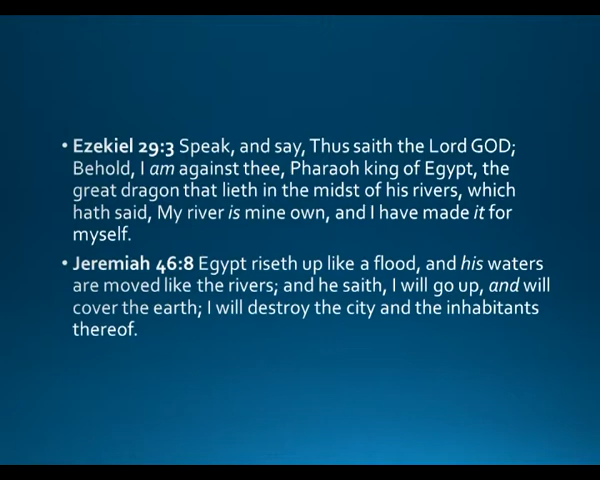 • Ezekiel 29:3 Speak, and say, Thus saith the Lord GOD;
Behold, I am against thee, Pharaoh king of Egypt, the
great dragon that lieth in the midst of his rivers, which
hath said, My river is mine own, and I have made it for
myself.
• Jeremiah 46:8 Egypt riseth up like a flood, and his waters
are moved like the rivers; and he saith, I will go up, and will
cover the earth; I will destroy the city and the inhabitants
thereof.